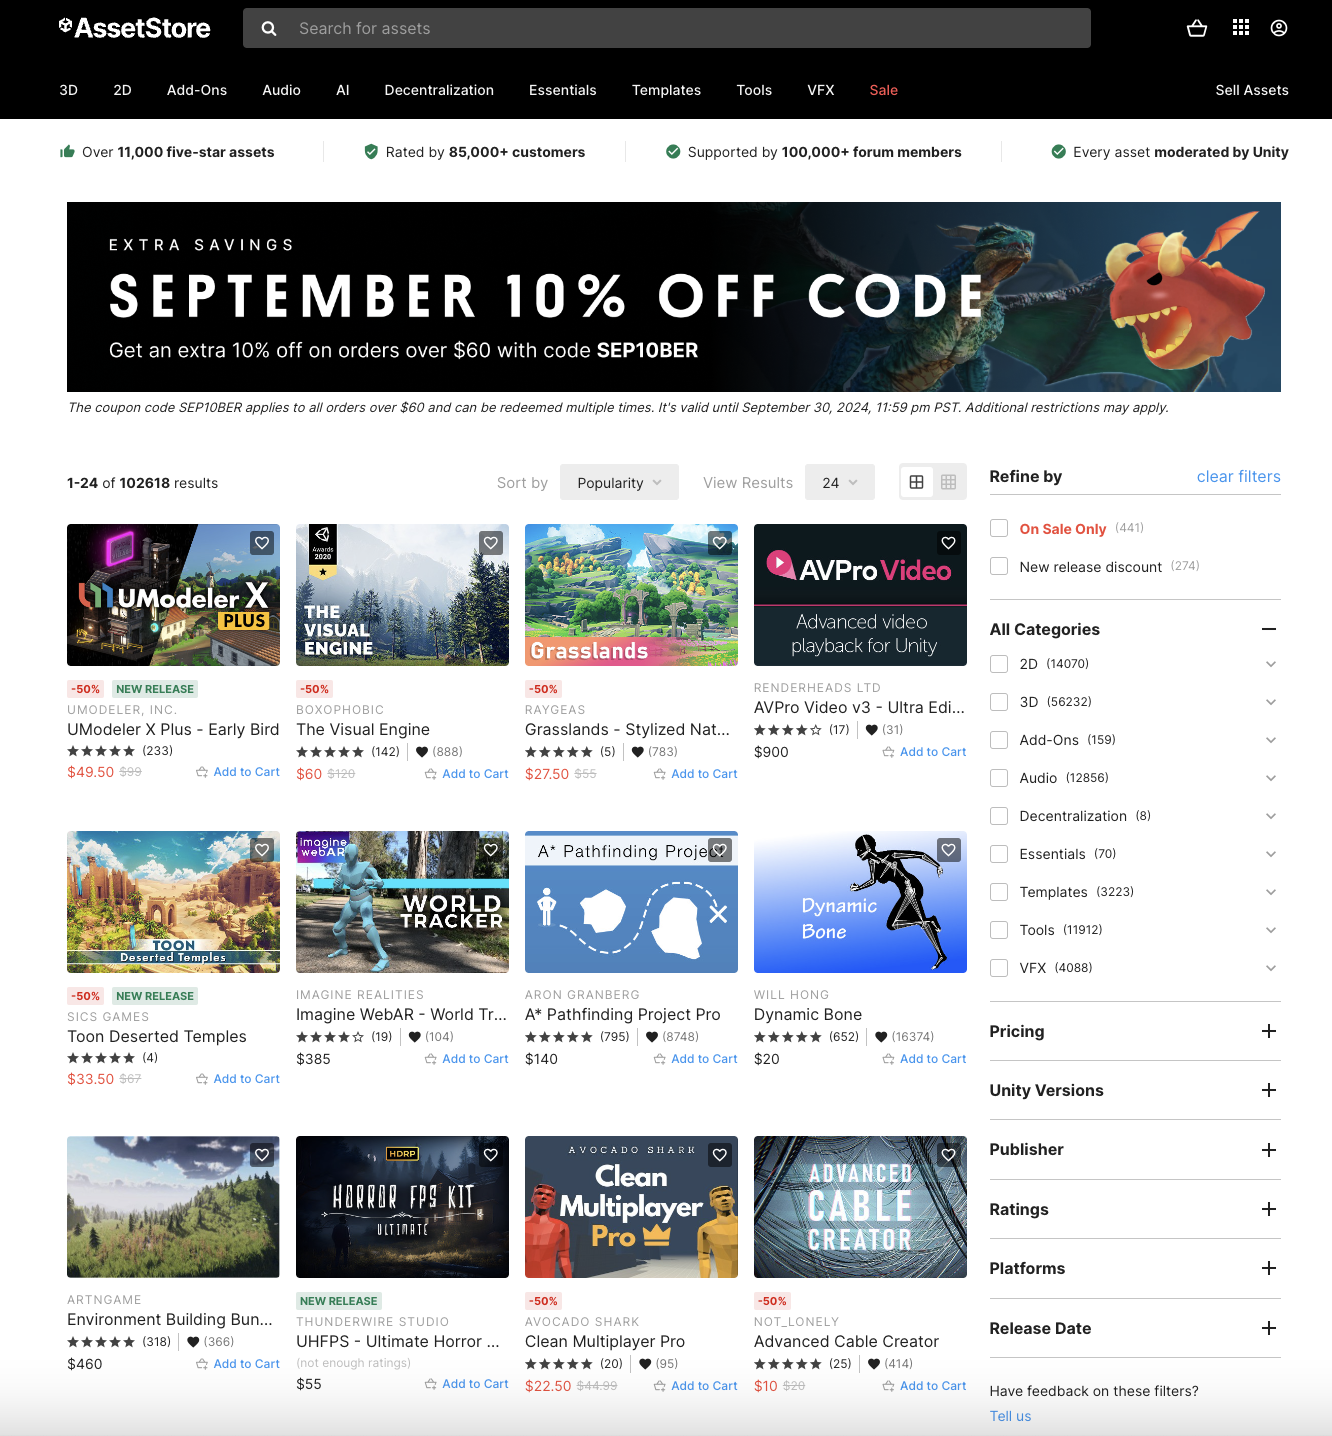 AssetStore
Search for assets
3D 2D Add-Ons Audio AI Decentralization Essentials Templates Tools VFX Sale Sell Assets
Over 11,000 five-star assets
Rated by 85,000+ customers
Supported by 100,000+ forum members
Every asset moderated by Unity
EXTRA SAVINGS
SEPTEMBER 10% OFF CODE
Get an extra 10% off on orders over $60 with code SEP10BER
The coupon code SEP10BER applies to all orders over $60 and can be redeemed multiple times. It's valid until September 30, 2024, 11:59 pm PST. Additional restrictions may apply.
1-24 of 102618 results
Sort by Popularity
View Results 24
UModeler X
PLUS
-50% NEW RELEASE
UMODELER, INC.
UModeler X Plus - Early Bird
(233)
$49.50 $99 Add to Cart
Awards
2020
THE
VISUAL
ENGINE
-50%
BOXOPHOBIC
The Visual Engine
(142) (888)
$60 $120 Add to Cart
Grasslands
-50%
RAYGEAS
Grasslands - Stylized Nat...
(5) (783)
$27.50 $55 Add to Cart
AVPro Video
Advanced video
playback for Unity
RENDERHEADS LTD
AVPro Video v3 - Ultra Edi...
(17) (31)
$900 Add to Cart
TOON
Deserted Temples
-50% NEW RELEASE
SICS GAMES
Toon Deserted Temples
(4)
$33.50 $67 Add to Cart
imagine
webAR
WORLD
TRACKER
IMAGINE REALITIES
Imagine WebAR - World Tr...
(19) (104)
$385 Add to Cart
A* Pathfinding Project
ARON GRANBERG
A* Pathfinding Project Pro
(795) (8748)
$140 Add to Cart
Dynamic
Bone
WILL HONG
Dynamic Bone
(652) (16374)
$20 Add to Cart
ARTNGAME
Environment Building Bun...
(318) (366)
$460 Add to Cart
HDRP
HORROR FPS KIT
ULTIMATE
NEW RELEASE
THUNDERWIRE STUDIO
UHFPS - Ultimate Horror ...
(not enough ratings)
$55 Add to Cart
AVOCADO SHARK
Clean
Multiplayer
Pro
-50%
AVOCADO SHARK
Clean Multiplayer Pro
(20) (95)
$22.50 $44.99 Add to Cart
ADVANCED
CABLE
CREATOR
-50%
NOT_LONELY
Advanced Cable Creator
(25) (414)
$10 $20 Add to Cart
Refine by clear filters
On Sale Only (441)
New release discount (274)
All Categories
2D (14070)
3D (56232)
Add-Ons (159)
Audio (12856)
Decentralization (8)
Essentials (70)
Templates (3223)
Tools (11912)
VFX (4088)
Pricing
Unity Versions
Publisher
Ratings
Platforms
Release Date
Have feedback on these filters?
Tell us